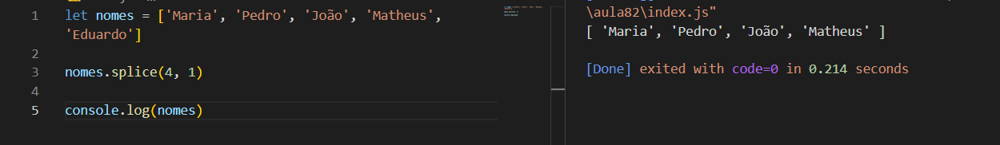 1 let nomes = ['Maria', 'Pedro', 'João', 'Matheus',
'Eduardo']
2
3 nomes.splice(4, 1)
4
5 console.log(nomes)
\aula82\index.js"
[ 'Maria', 'Pedro', 'João', 'Matheus' ]
[Done] exited with code=0 in 0.214 seconds